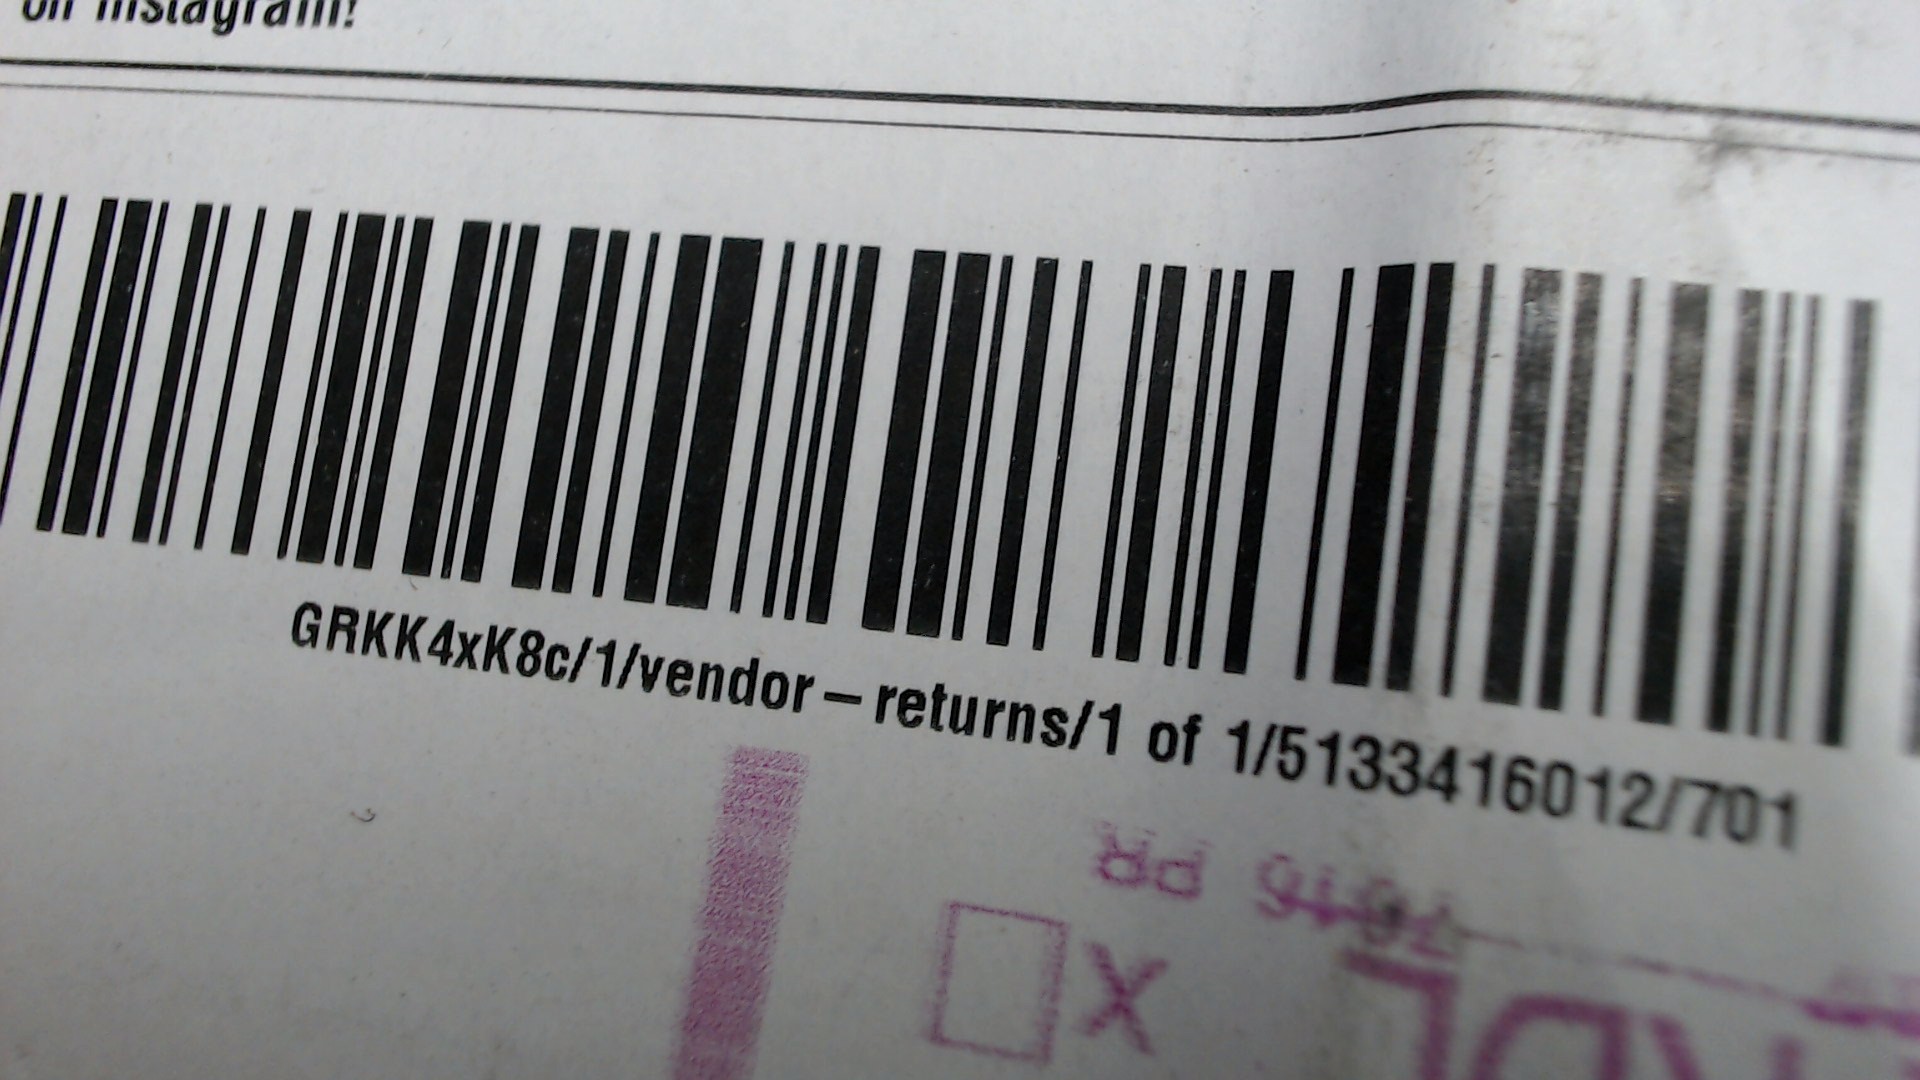 on Instagram!
GRKK4xK8c/1/vendor – returns/1 of 1/5133416012/701
X